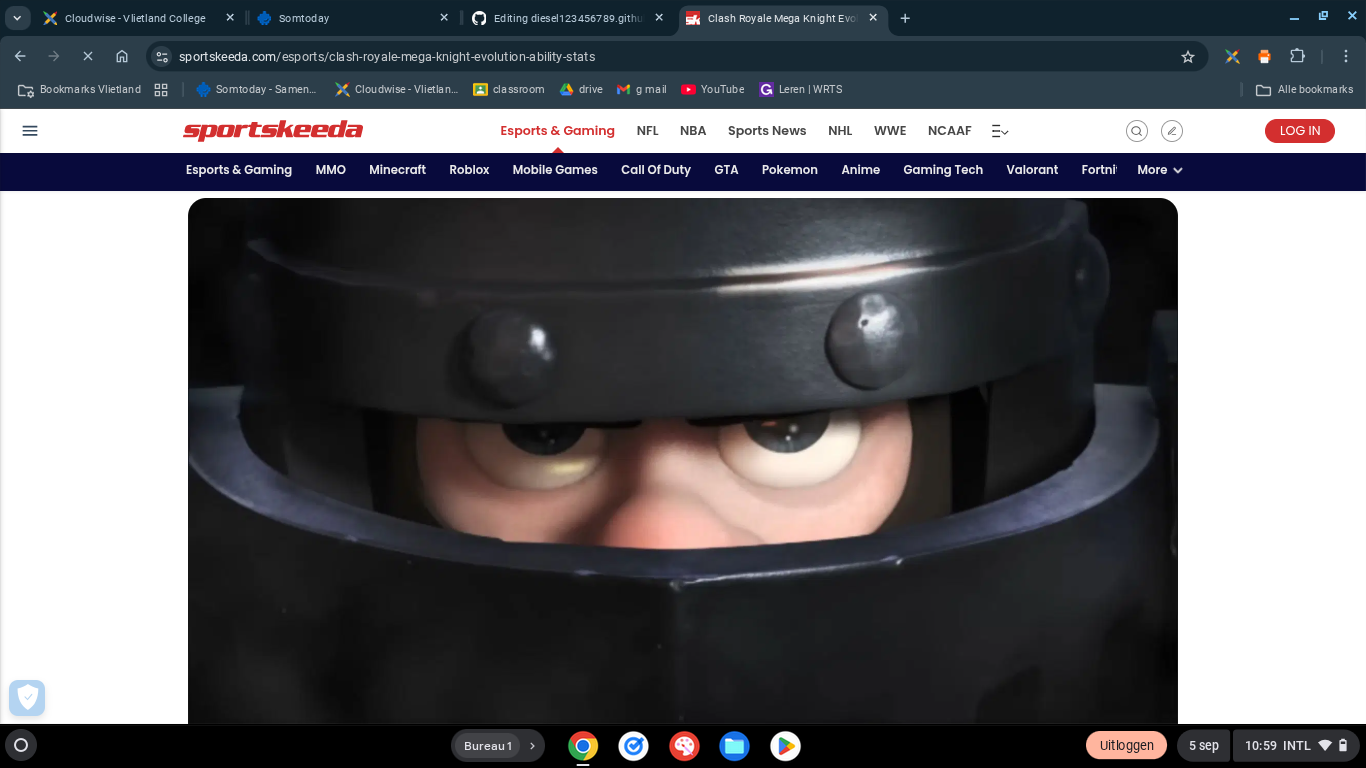 Cloudwise - Vlietland College
Somtoday
Editing diesel123456789.githu
Clash Royale Mega Knight Evol
sportskeeda.com/esports/clash-royale-mega-knight-evolution-ability-stats
Bookmarks Vlietland
Somtoday - Samen...
Cloudwise - Vlietlan...
classroom
drive
g mail
YouTube
Leren | WRTS
Alle bookmarks
sportskeeda
Esports & Gaming
NFL
NBA
Sports News
NHL
WWE
NCAAF
LOG IN
Esports & Gaming
MMO
Minecraft
Roblox
Mobile Games
Call Of Duty
GTA
Pokemon
Anime
Gaming Tech
Valorant
Fortni
More
Bureau 1
Uitloggen
5 sep
10:59 INTL